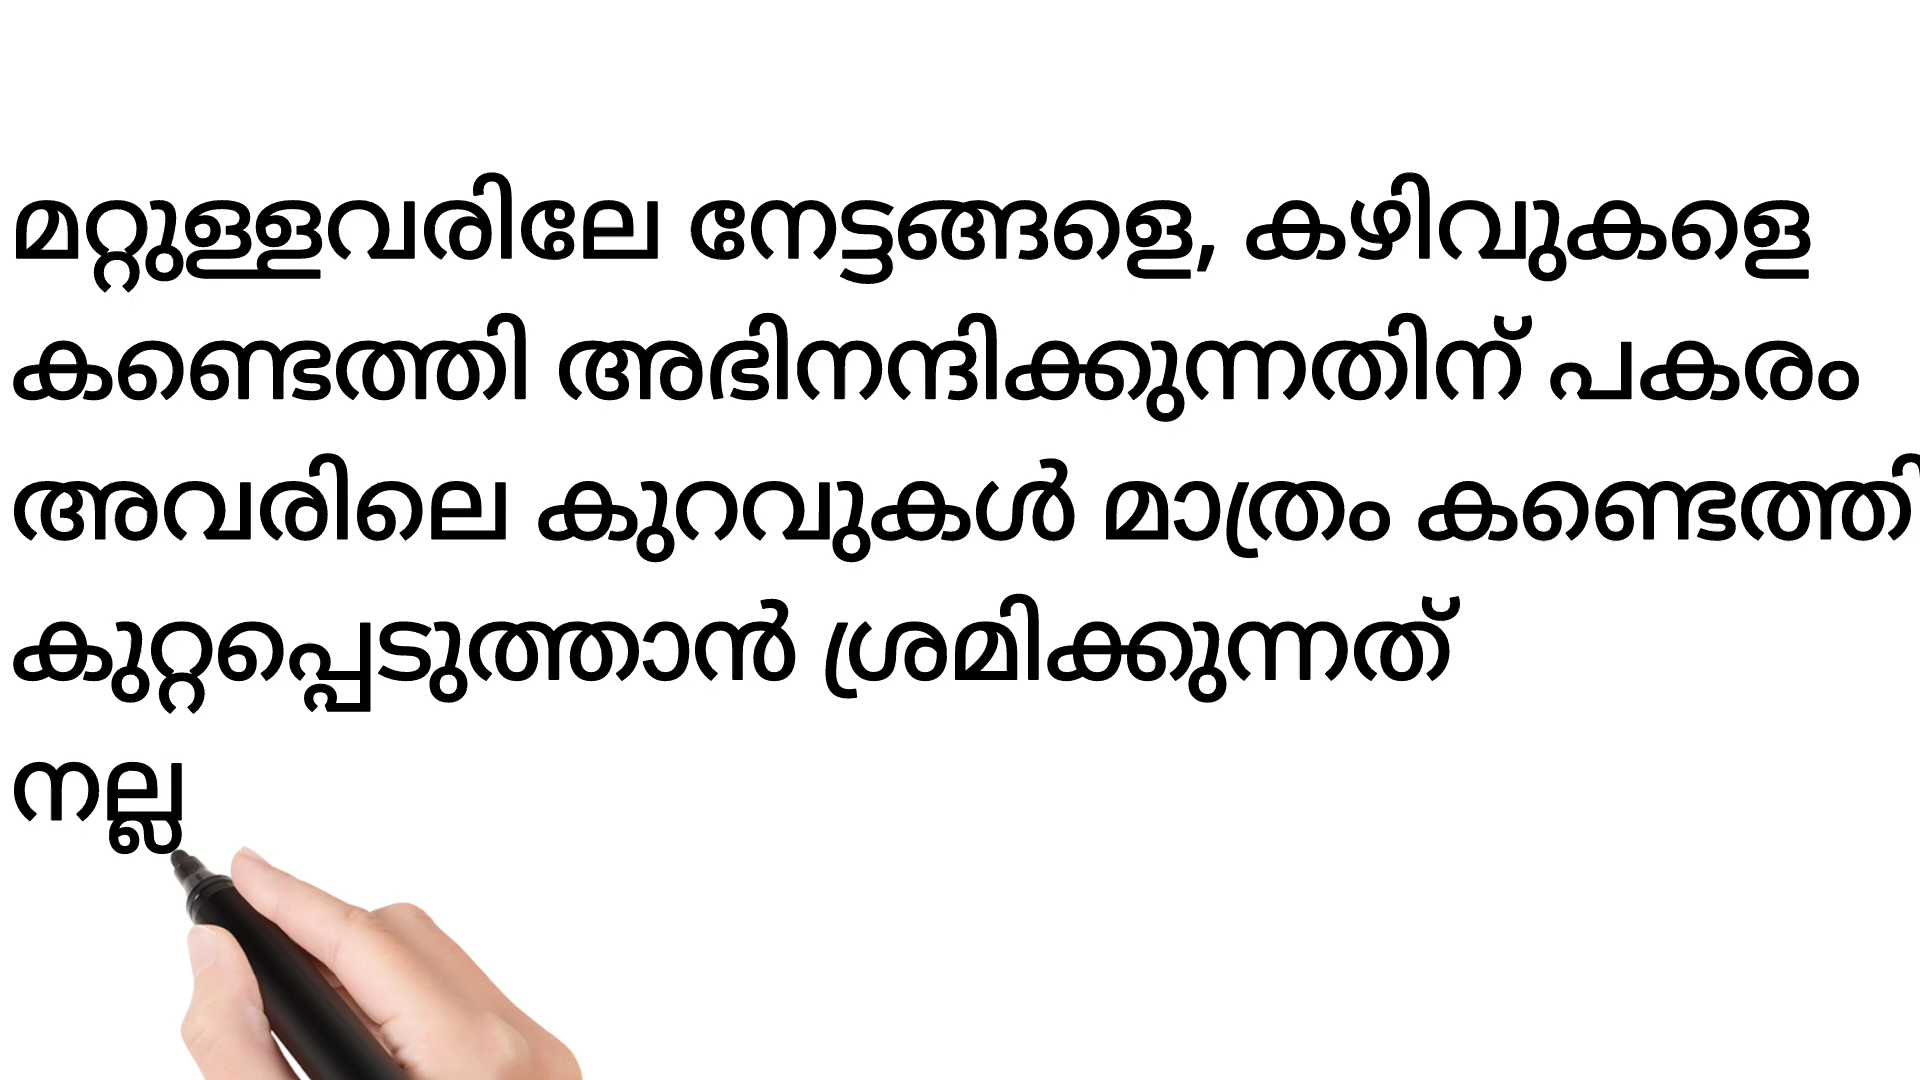 മറ്റുള്ളവരിലേ നേട്ടങ്ങളെ, കഴിവുകളെ
കണ്ടെത്തി അഭിനന്ദിക്കുന്നതിന് പകരം
അവരിലെ കുറവുകൾ മാത്രം കണ്ടെത്തി
കുറ്റപ്പെടുത്താൻ ശ്രമിക്കുന്നത്
നല്ല